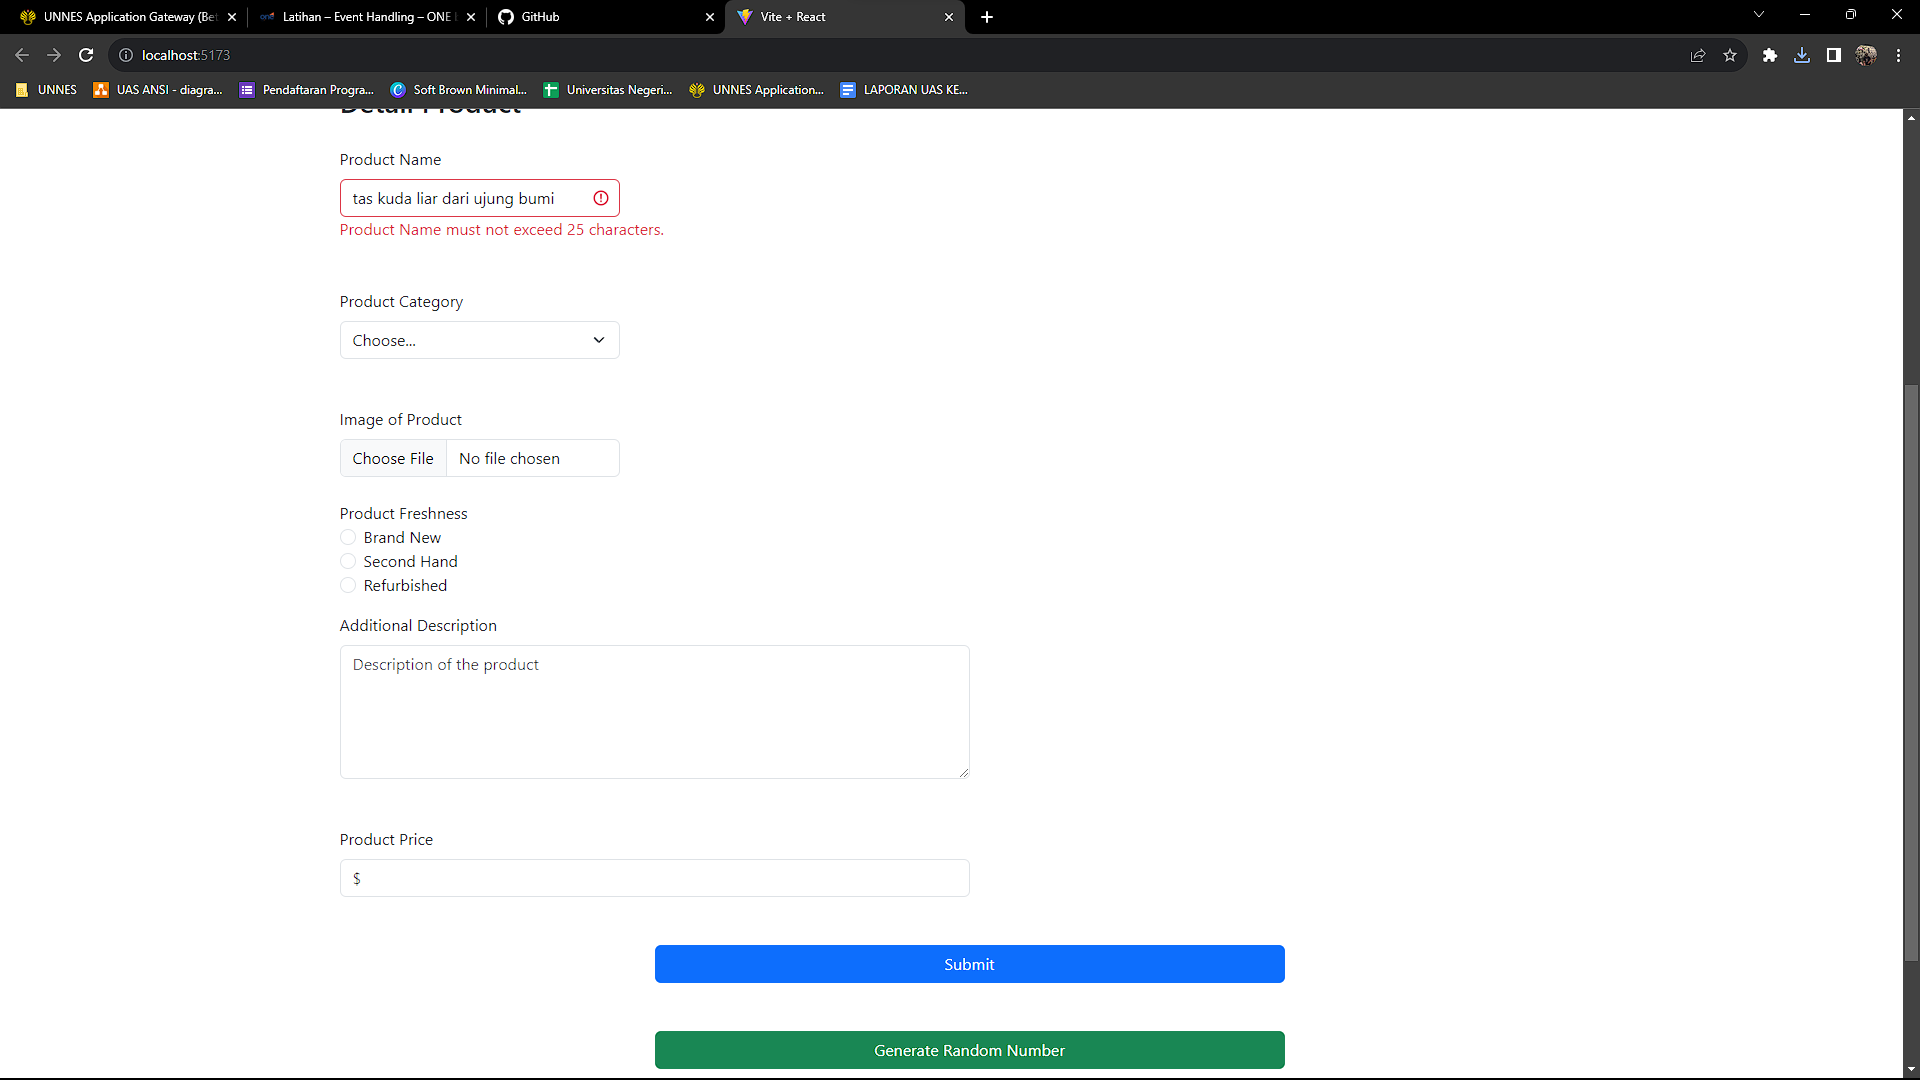 UNNES Application Gateway (Bet
Latihan – Event Handling – ONE
GitHub
Vite + React
localhost:5173
UNNES
UAS ANSI - diagra...
Pendaftaran Progra...
Soft Brown Minimal...
Universitas Negeri...
UNNES Application...
LAPORAN UAS KE...
Detail Product
Product Name
tas kuda liar dari ujung bumi
Product Name must not exceed 25 characters.
Product Category
Choose...
Image of Product
Choose File
No file chosen
Product Freshness
Brand New
Second Hand
Refurbished
Additional Description
Description of the product
Product Price
$
Submit
Generate Random Number